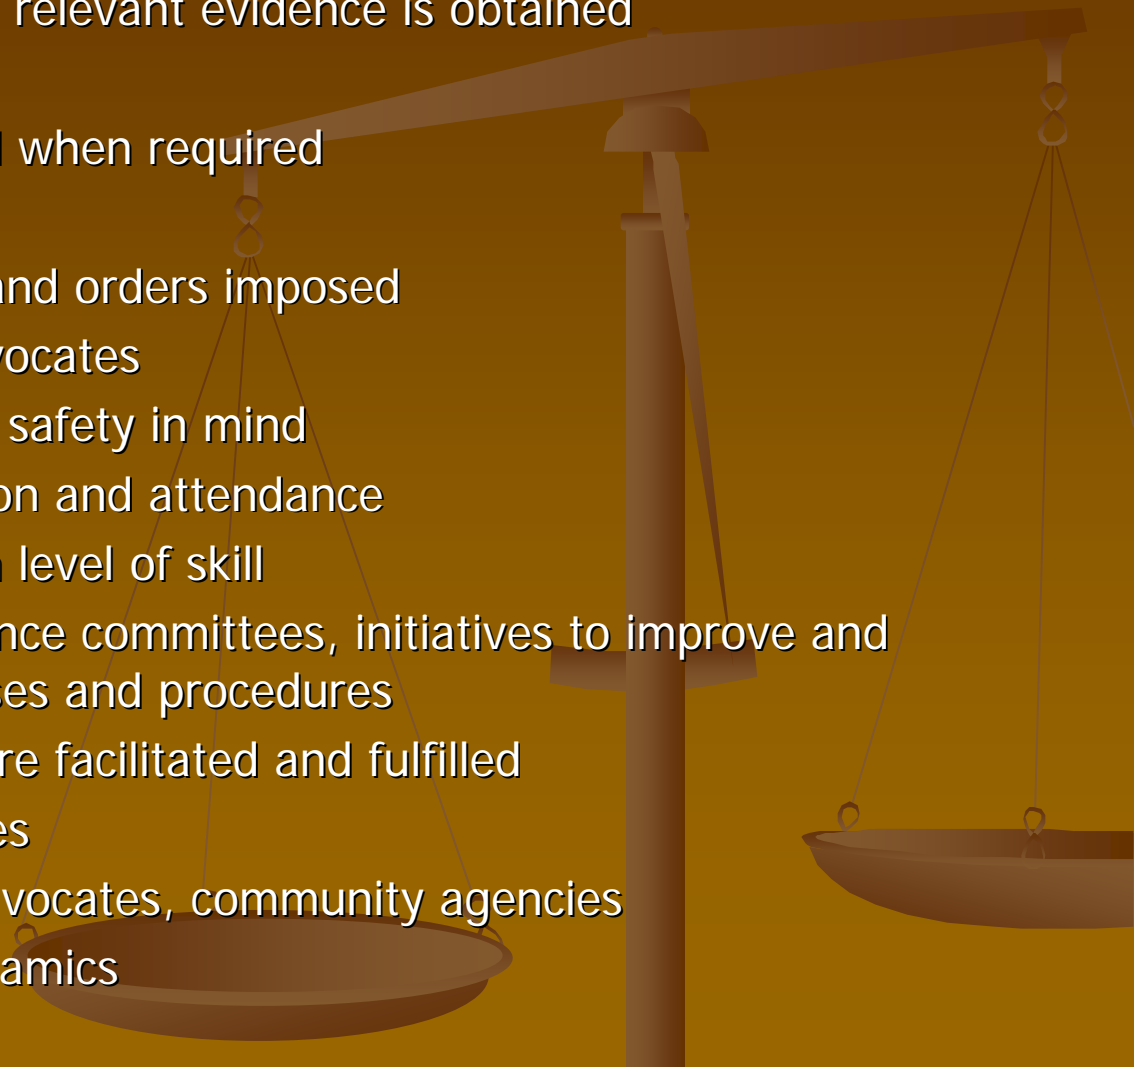 relevant evidence is obtained
when required
and orders imposed
vocates
safety in mind
on and attendance
level of skill
nce committees, initiatives to improve and
ses and procedures
re facilitated and fulfilled
es
vocates, community agencies
amics